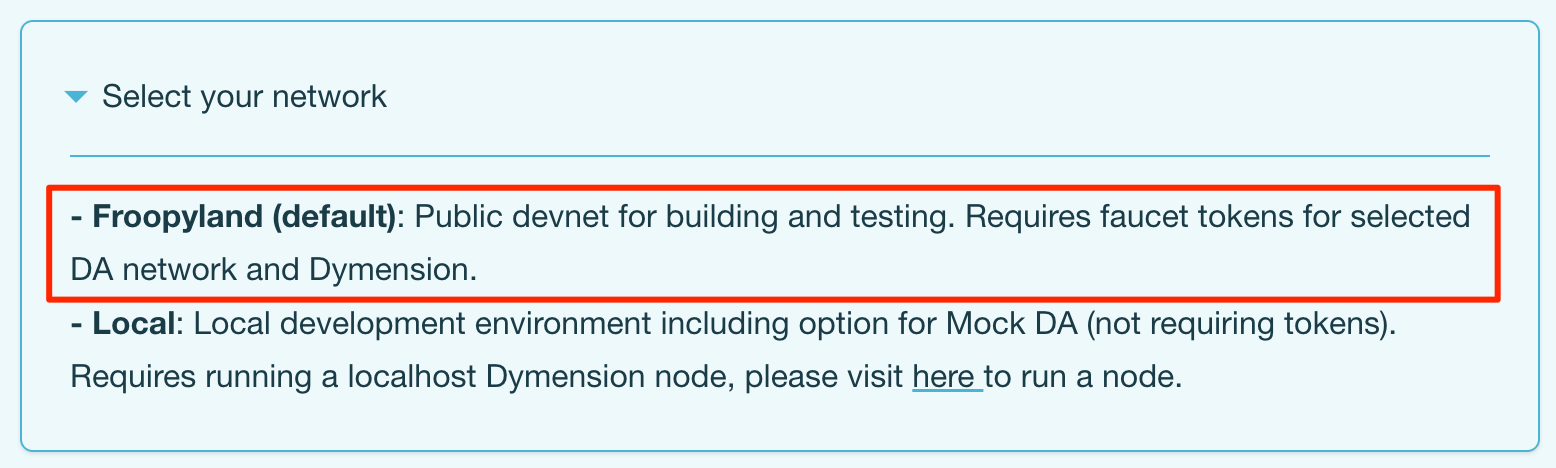 Select your network
- Froopyland (default): Public devnet for building and testing. Requires faucet tokens for selected
DA network and Dymension.
- Local: Local development environment including option for Mock DA (not requiring tokens).
Requires running a localhost Dymension node, please visit here to run a node.